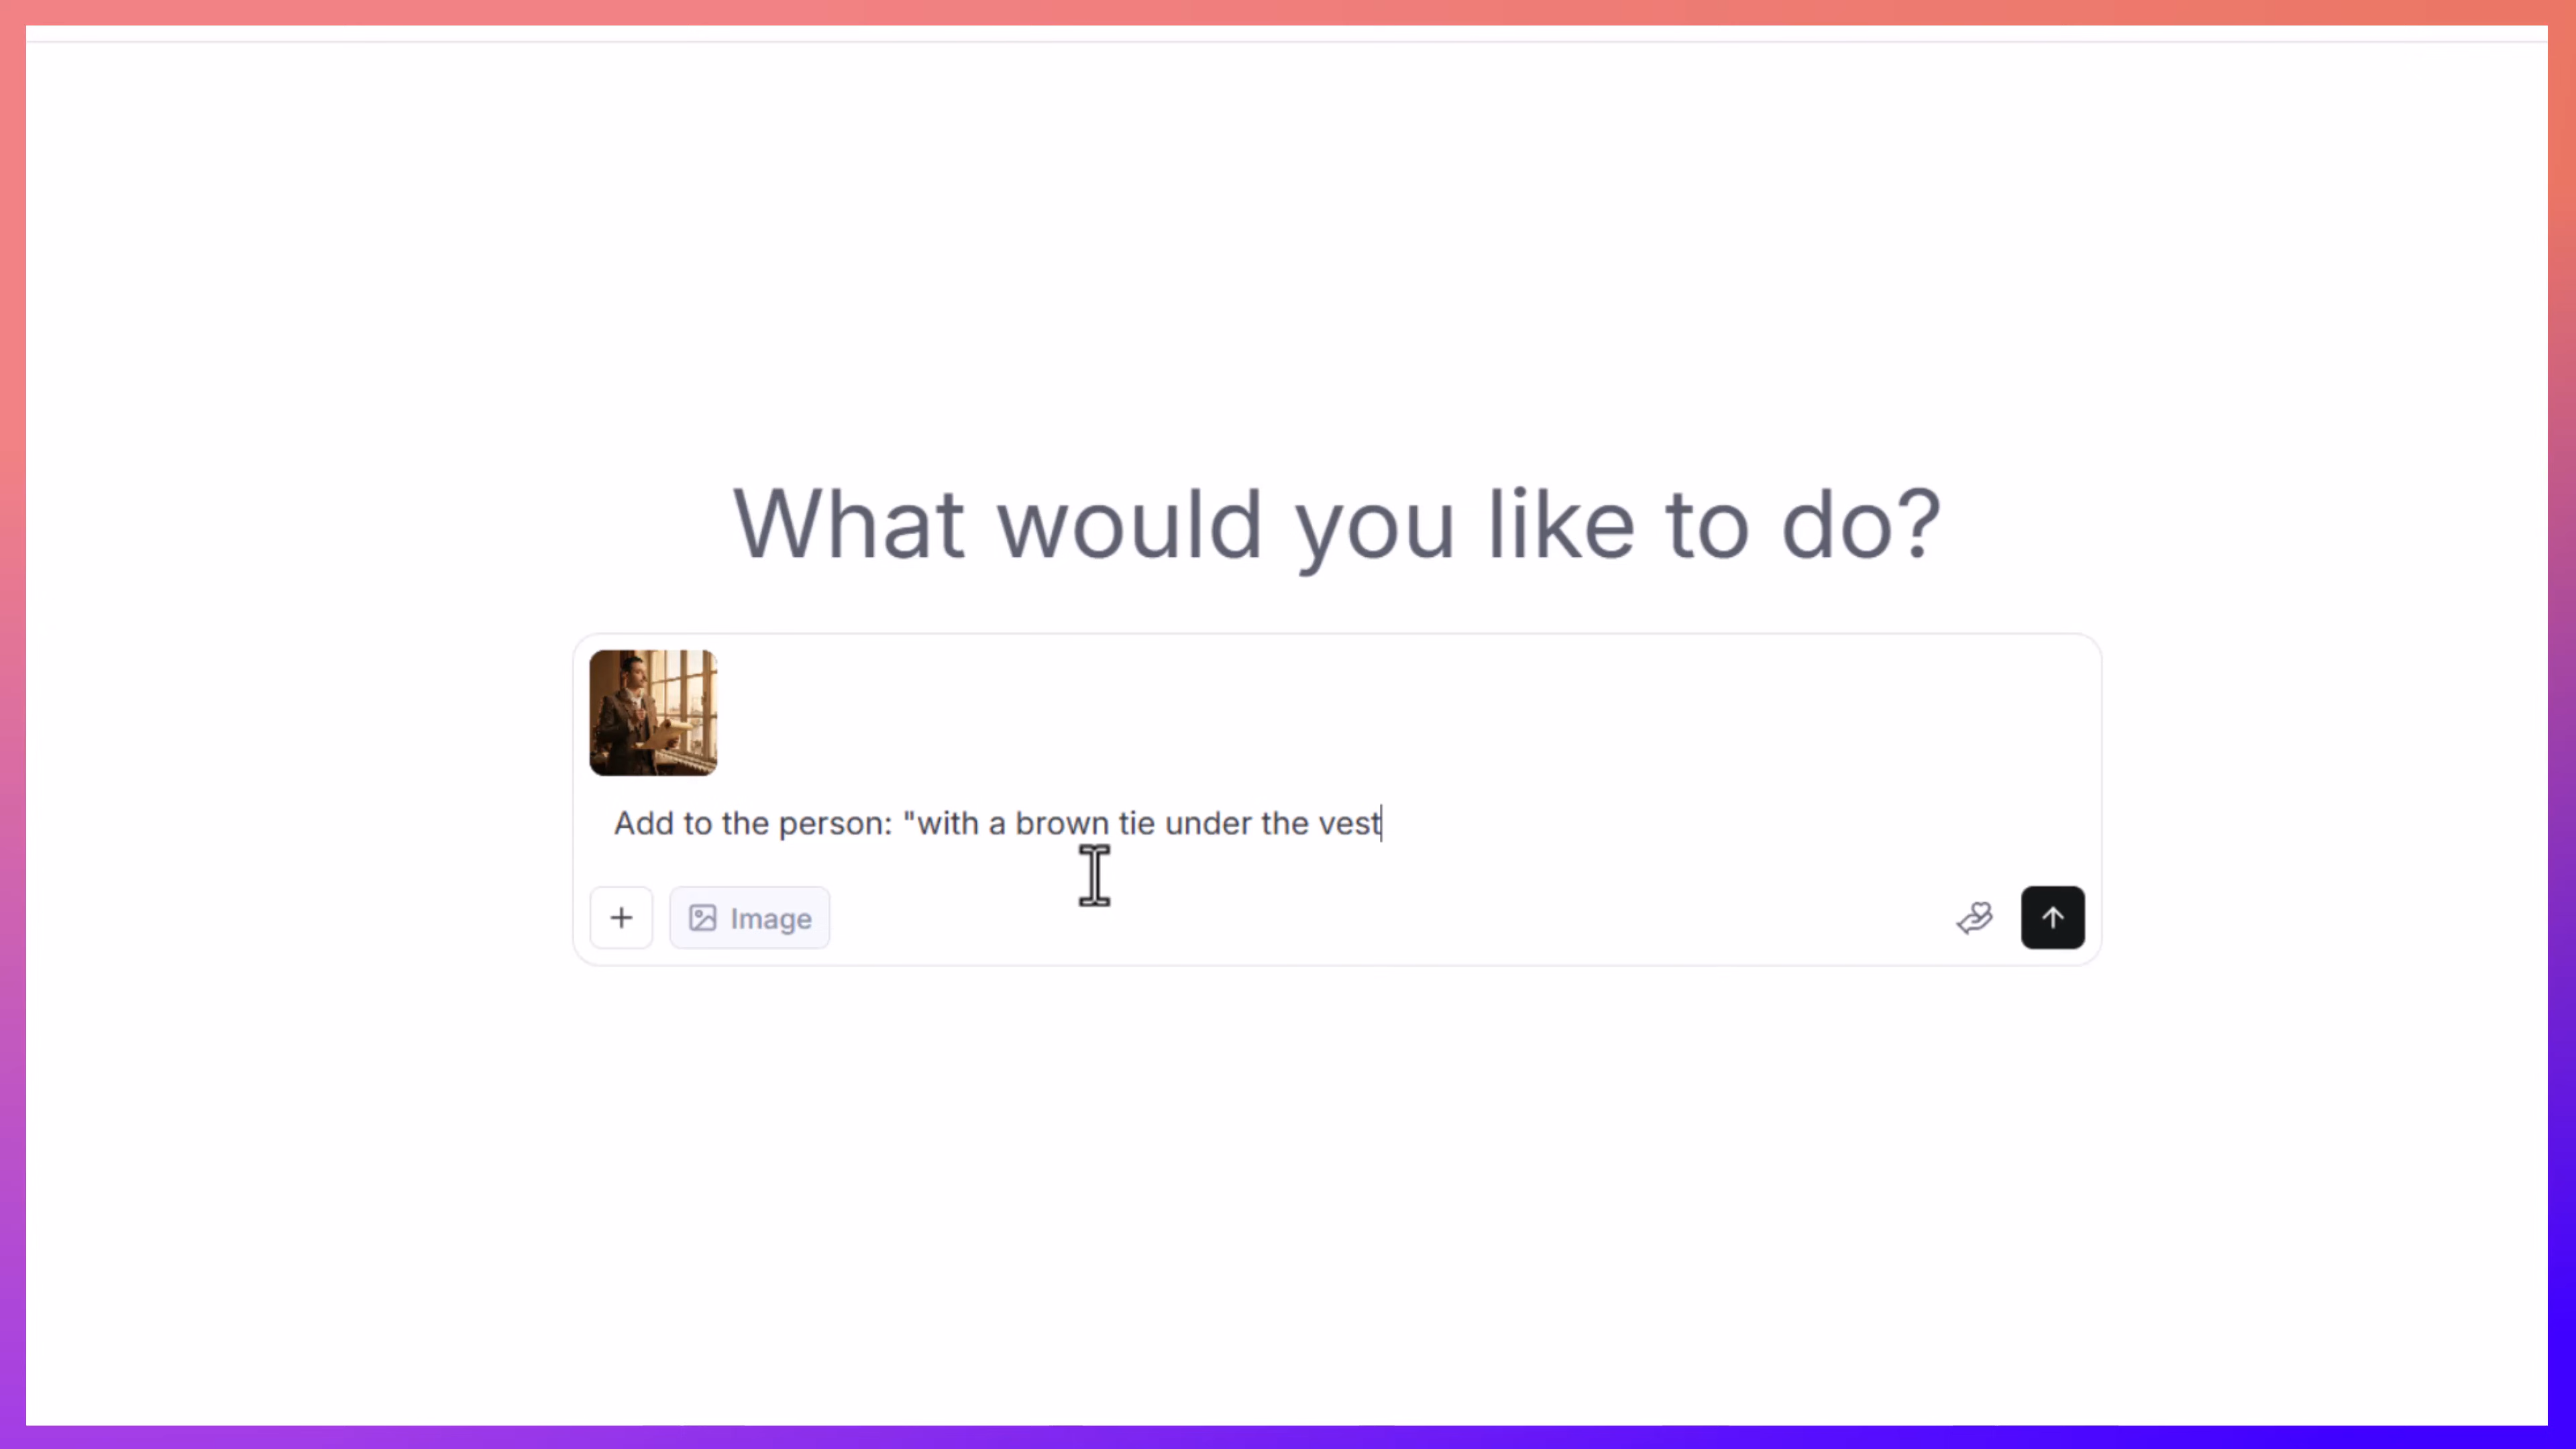 What would you like to do?
Add to the person: "with a brown tie under the vest
Image